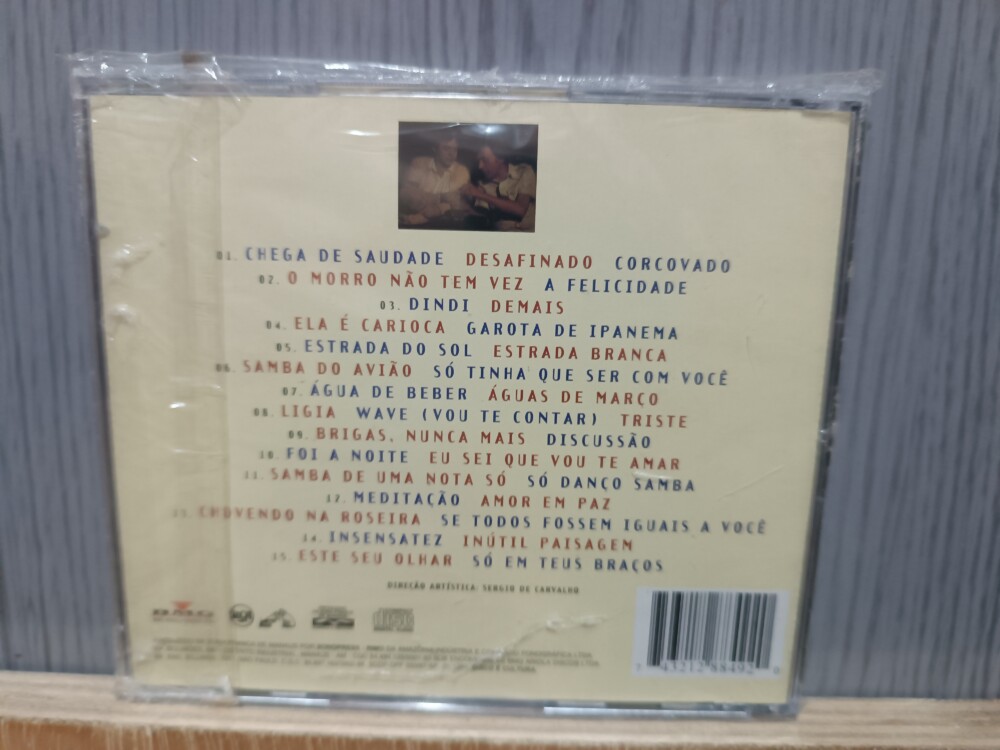 01. CHEGA DE SAUDADE DESAFINADO CORCOVADO
02. O MORRO NÃO TEM VEZ A FELICIDADE
03. DINDI DEMAIS
04. ELA É CARIOCA GAROTA DE IPANEMA
05. ESTRADA DO SOL ESTRADA BRANCA
06. SAMBA DO AVIÃO SÓ TINHA QUE SER COM VOCÊ
07. ÁGUA DE BEBER ÁGUAS DE MARÇO
08. LIGIA WAVE (VOU TE CONTAR) TRISTE
09. BRIGAS, NUNCA MAIS DISCUSSÃO
10. FOI A NOITE EU SEI QUE VOU TE AMAR
11. SAMBA DE UMA NOTA SÓ SÓ DANÇO SAMBA
12. MEDITAÇÃO AMOR EM PAZ
13. CHOVENDO NA ROSEIRA SE TODOS FOSSEM IGUAIS A VOCÊ
14. INSENSATEZ INÚTIL PAISAGEM
15. ESTE SEU OLHAR SÓ EM TEUS BRAÇOS
DIREÇÃO ARTÍSTICA: SERGIO DE CARVALHO
BMG RCA